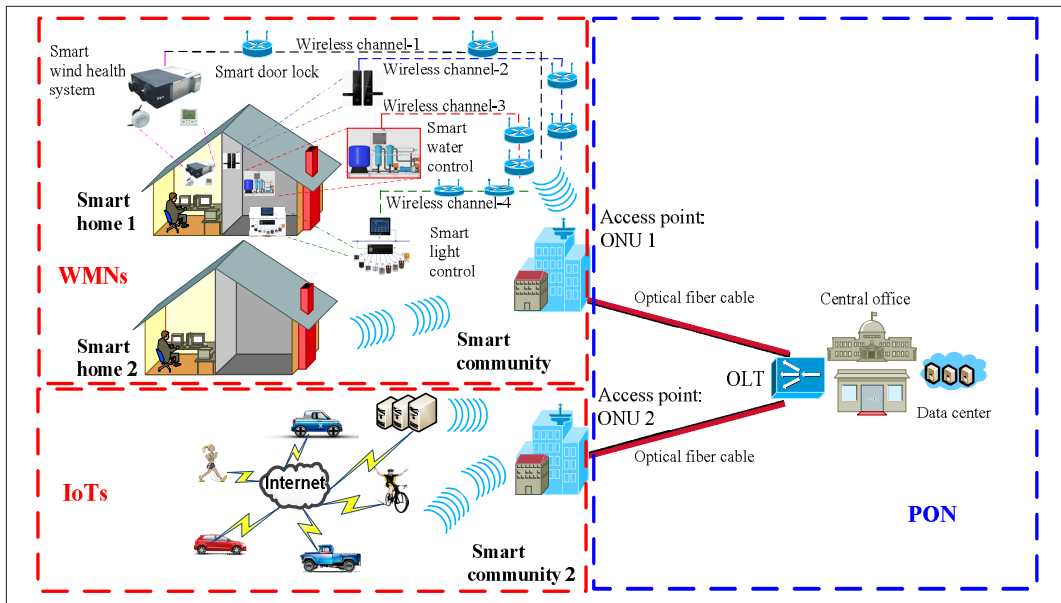 Smart
wind health
system
Wireless channel-1
Smart door lock
Wireless channel-2
Wireless channel-3
Smart
water
control
Wireless channel-4
Smart
home 1
Smart
light
control
WMNs
Smart
home 2
Smart
community
Access point:
ONU 1
Optical fiber cable
Central office
OLT
Data center
Access point:
ONU 2
Optical fiber cable
PON
Internet
IoTs
Smart
community 2